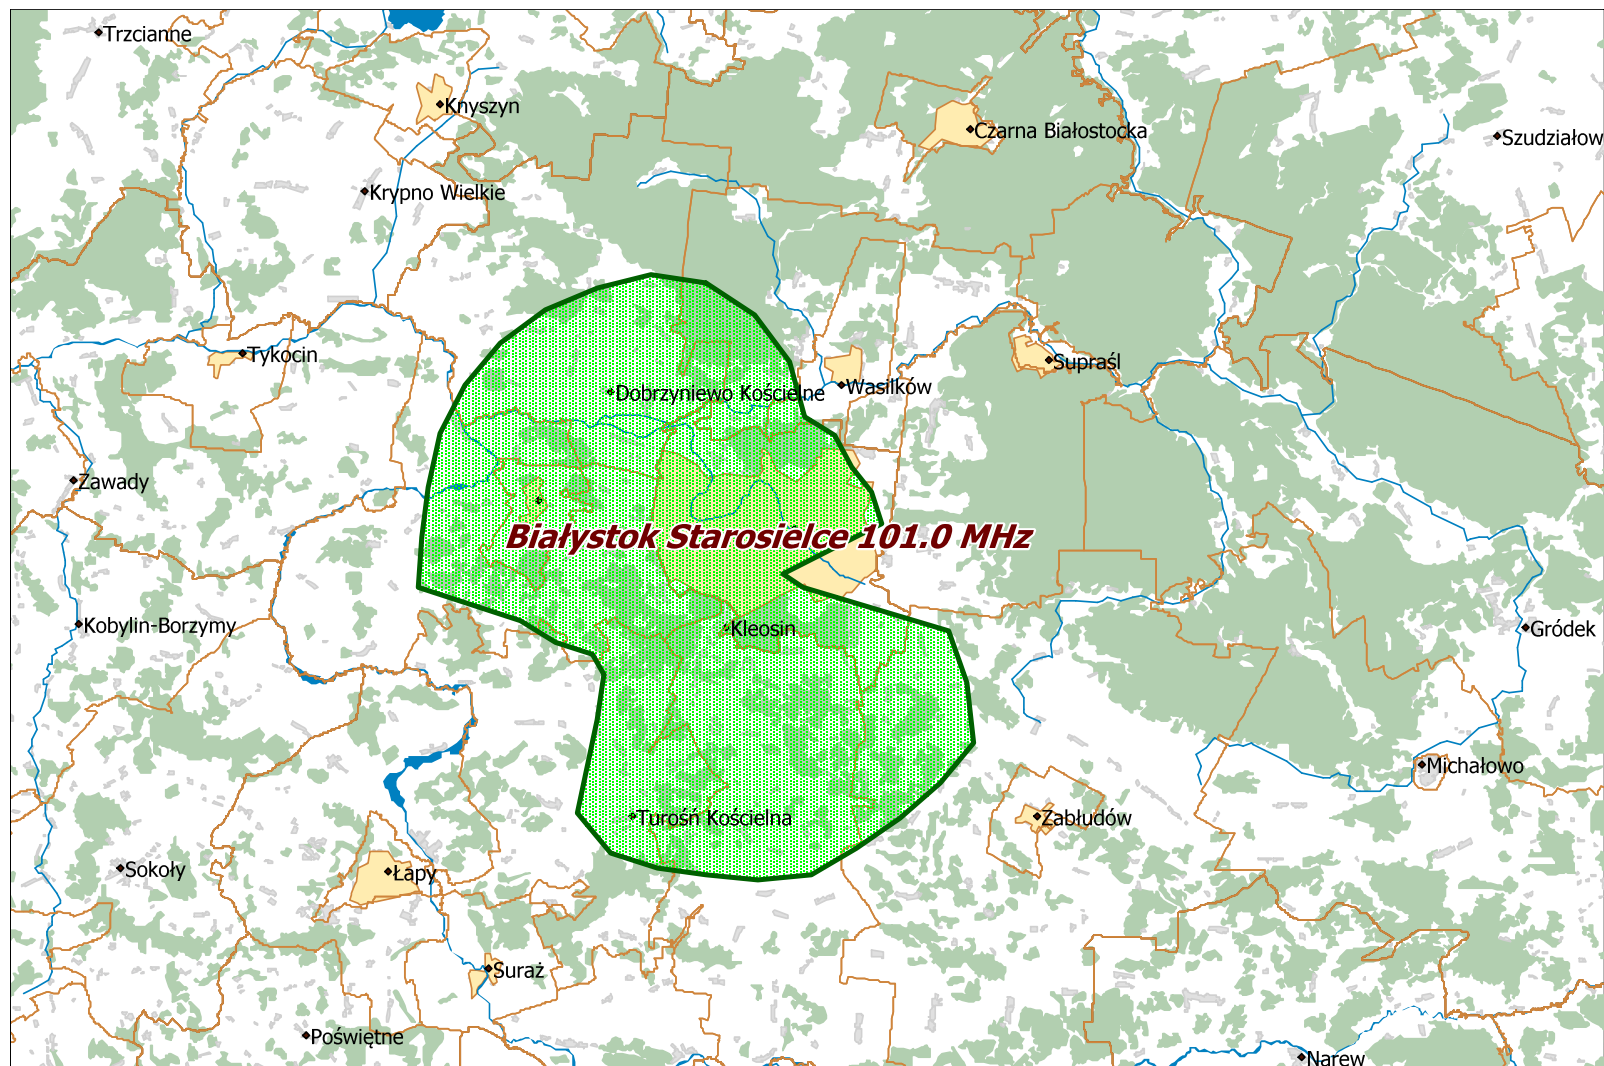 Trzcianne
Knyszyn
Czarna Białostocka
Szudziałow
Krypno Wielkie
Tykocin
Supraśl
Wasilków
Dobrzyniewo Kościelne
Zawady
Białystok Starosielce 101.0 MHz
Kobylin-Borzymy
Kleosin
Gródek
Michałowo
Turośń Kościelna
Zabłudów
Sokoły
Łapy
Suraż
Poświętne
Narew